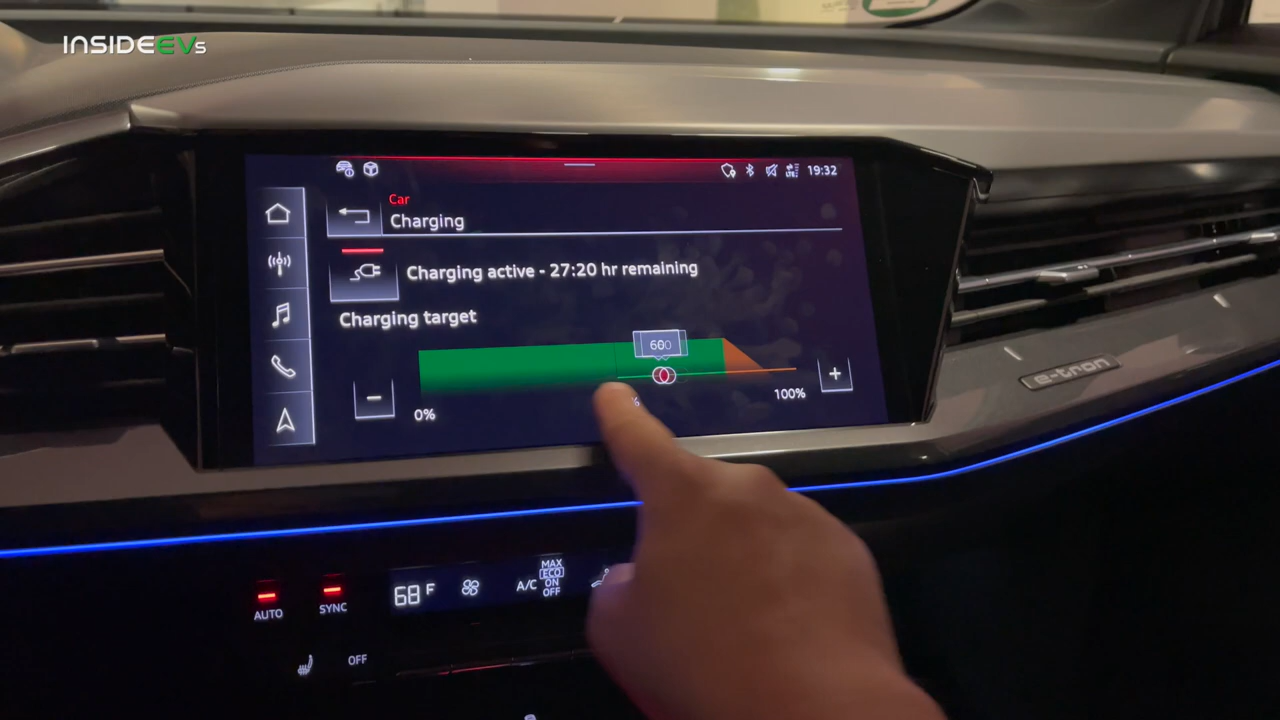 INSIDEEVs
19:32
Car
Charging
Charging active - 27:20 hr remaining
Charging target
0%
100%
e-tron
AUTO
SYNC
68 F
A/C
MAX
ECO
ON
OFF
OFF